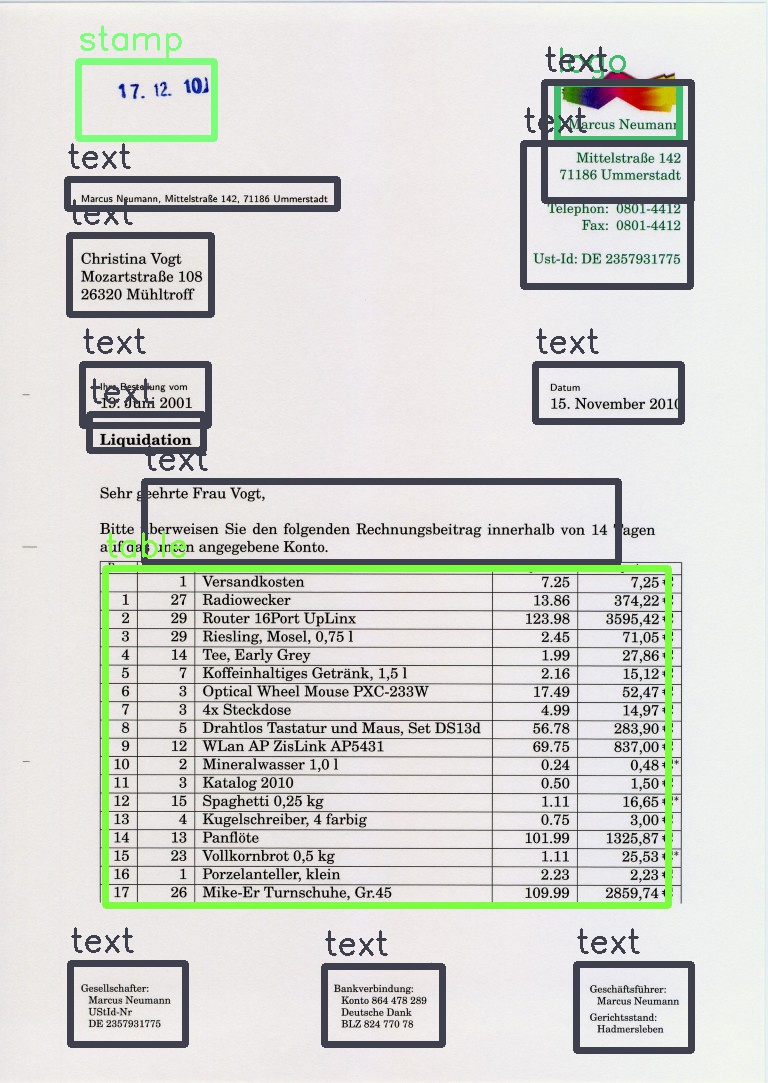 stamp
17. 12. 10
text
logo
Marcus Neumann
text
Mittelstraße 142
71186 Ummerstadt
Telephon: 0801-4412
Fax: 0801-4412
Ust-Id: DE 2357931775
text
Marcus Neumann, Mittelstraße 142, 71186 Ummerstadt
text
Christina Vogt
Mozartstraße 108
26320 Mühltroff
text
Ihre Bestellung vom
19. Juni 2001
text
Datum
15. November 2010
text
Liquidation
text
Sehr geehrte Frau Vogt,
Bitte überweisen Sie den folgenden Rechnungsbeitrag innerhalb von 14 Tagen
auf das unten angegebene Konto.
table
1 Versandkosten 7.25 7,25 €
1 27 Radiowecker 13.86 374,22 €
2 29 Router 16Port UpLinx 123.98 3595,42 €
3 29 Riesling, Mosel, 0,75 l 2.45 71,05 €
4 14 Tee, Early Grey 1.99 27,86 €
5 7 Koffeinhaltiges Getränk, 1,5 l 2.16 15,12 €
6 3 Optical Wheel Mouse PXC-233W 17.49 52,47 €
7 3 4x Steckdose 4.99 14,97 €
8 5 Drahtlos Tastatur und Maus, Set DS13d 56.78 283,90 €
9 12 WLan AP ZisLink AP5431 69.75 837,00 €
10 2 Mineralwasser 1,0 l 0.24 0,48 €*
11 3 Katalog 2010 0.50 1,50 €
12 15 Spaghetti 0,25 kg 1.11 16,65 €*
13 4 Kugelschreiber, 4 farbig 0.75 3,00 €
14 13 Panflöte 101.99 1325,87 €
15 23 Vollkornbrot 0,5 kg 1.11 25,53 €*
16 1 Porzelanteller, klein 2.23 2,23 €
17 26 Mike-Er Turnschuhe, Gr.45 109.99 2859,74 €
text
Gesellschafter:
Marcus Neumann
UStId-Nr
DE 2357931775
text
Bankverbindung:
Konto 864 478 289
Deutsche Dank
BLZ 824 770 78
text
Geschäftsführer:
Marcus Neumann
Gerichtsstand:
Hadmersleben